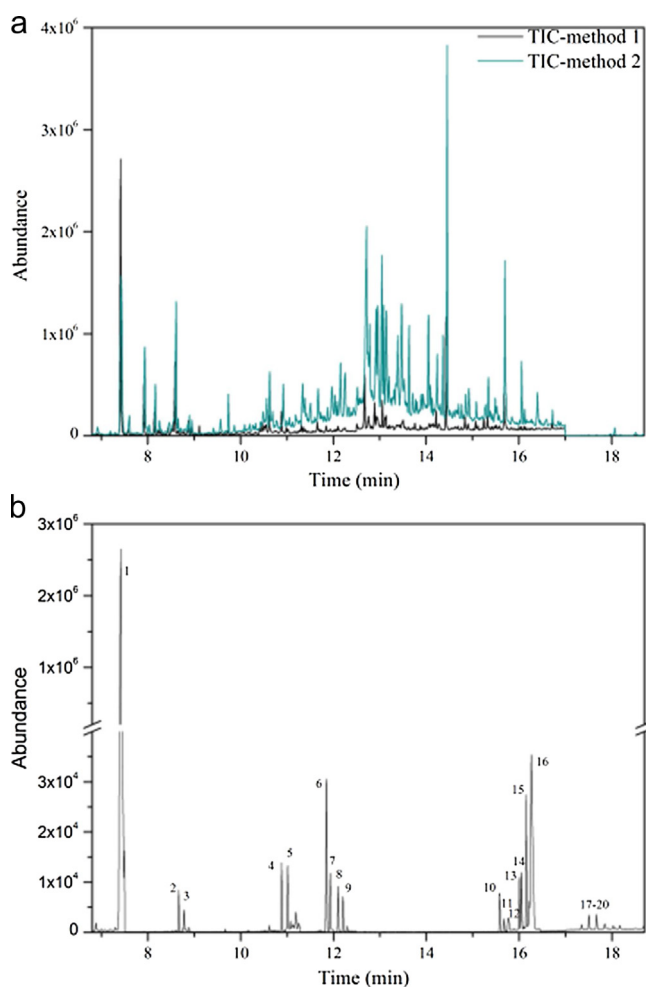 a
TIC-method 1
TIC-method 2
4x10⁶
3x10⁶
2x10⁶
1x10⁶
0
Abundance
8 10 12 14 16 18
Time (min)
b
3x10⁶
2x10⁶
1x10⁶
3x10⁴
2x10⁴
1x10⁴
0
Abundance
1
2
3
4
5
6
7
8
9
10
11
12
13
14
15
16
17-20
8 10 12 14 16 18
Time (min)